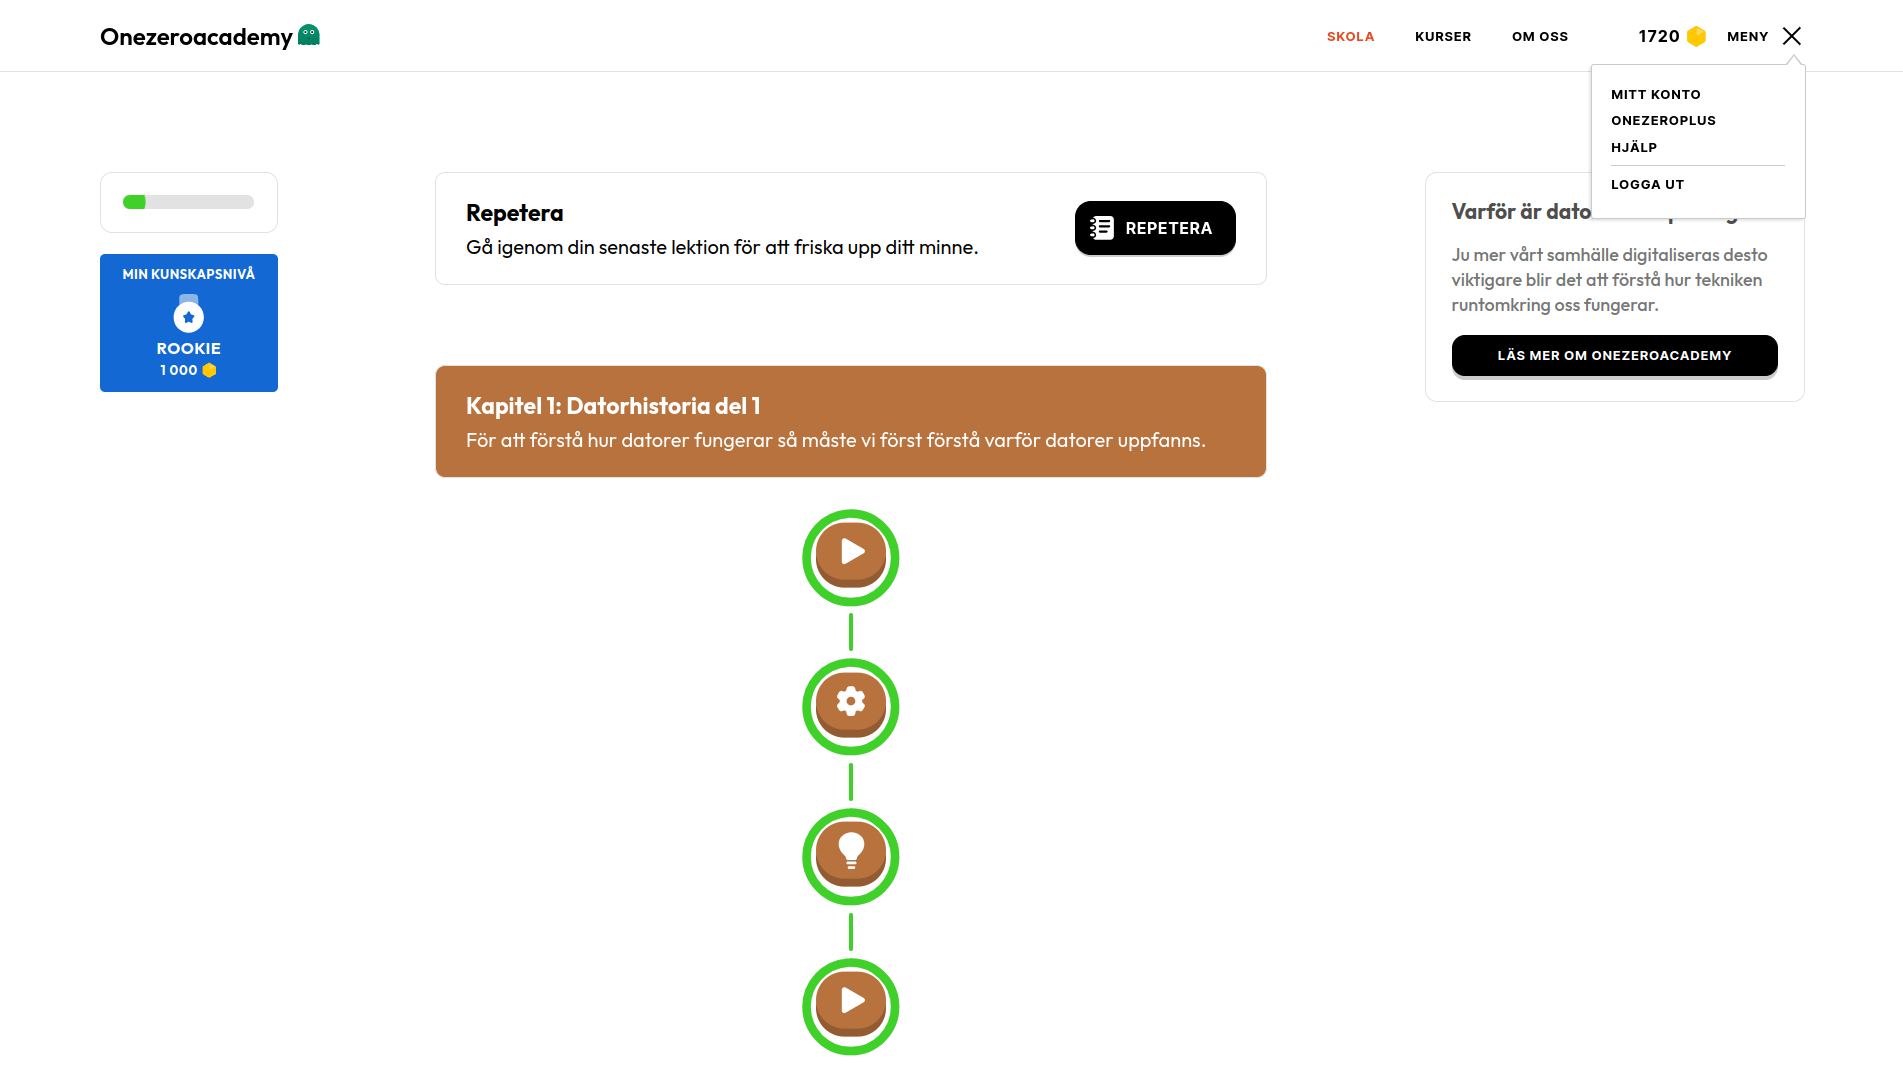 Onezeroacademy
SKOLA
KURSER
OM OSS
1720
MENY
MITT KONTO
ONEZEROPLUS
HJÄLP
LOGGA UT
MIN KUNSKAPSNIVÅ
ROOKIE
1 000
Repetera
Gå igenom din senaste lektion för att friska upp ditt minne.
REPETERA
Kapitel 1: Datorhistoria del 1
För att förstå hur datorer fungerar så måste vi först förstå varför datorer uppfanns.
Varför är dato
Ju mer vårt samhälle digitaliseras desto
viktigare blir det att förstå hur tekniken
runtomkring oss fungerar.
LÄS MER OM ONEZEROACADEMY